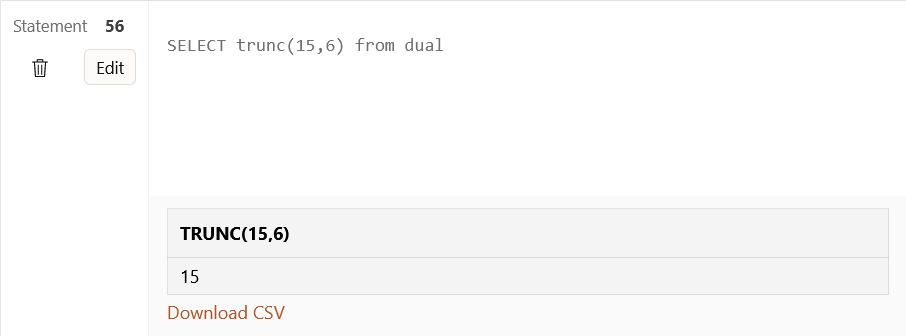 Statement 56
Edit
SELECT trunc(15,6) from dual
TRUNC(15,6)
15
Download CSV